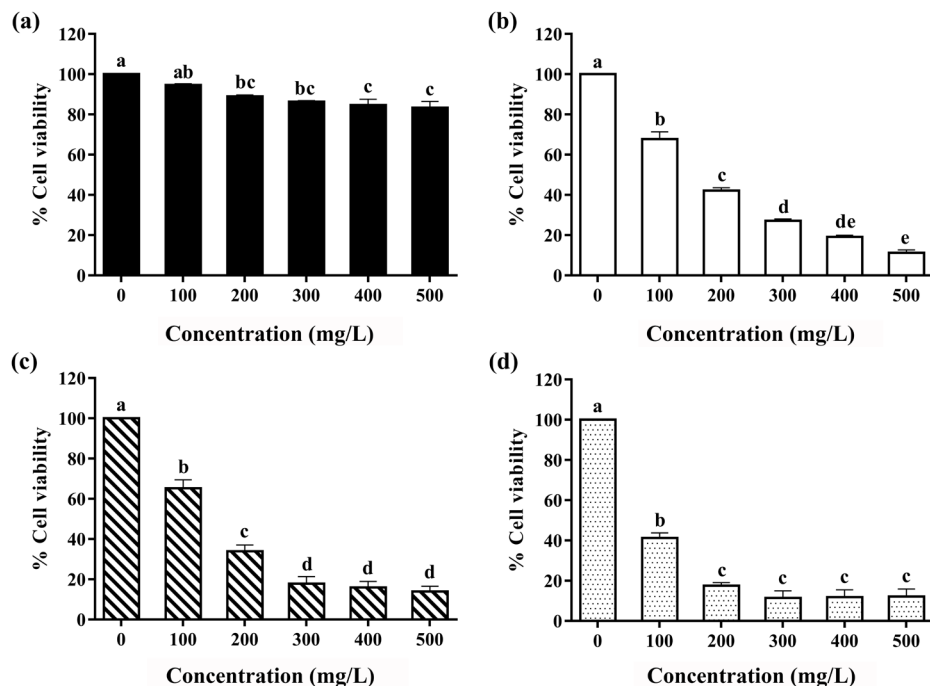 (a)
% Cell viability
120
100
80
60
40
20
0
a
ab
bc
bc
c
c
0 100 200 300 400 500
Concentration (mg/L)
(b)
% Cell viability
120
100
80
60
40
20
0
a
b
c
d
de
e
0 100 200 300 400 500
Concentration (mg/L)
(c)
% Cell viability
120
100
80
60
40
20
0
a
b
c
d
d
d
0 100 200 300 400 500
Concentration (mg/L)
(d)
% Cell viability
120
100
80
60
40
20
0
a
b
c
c
c
c
0 100 200 300 400 500
Concentration (mg/L)